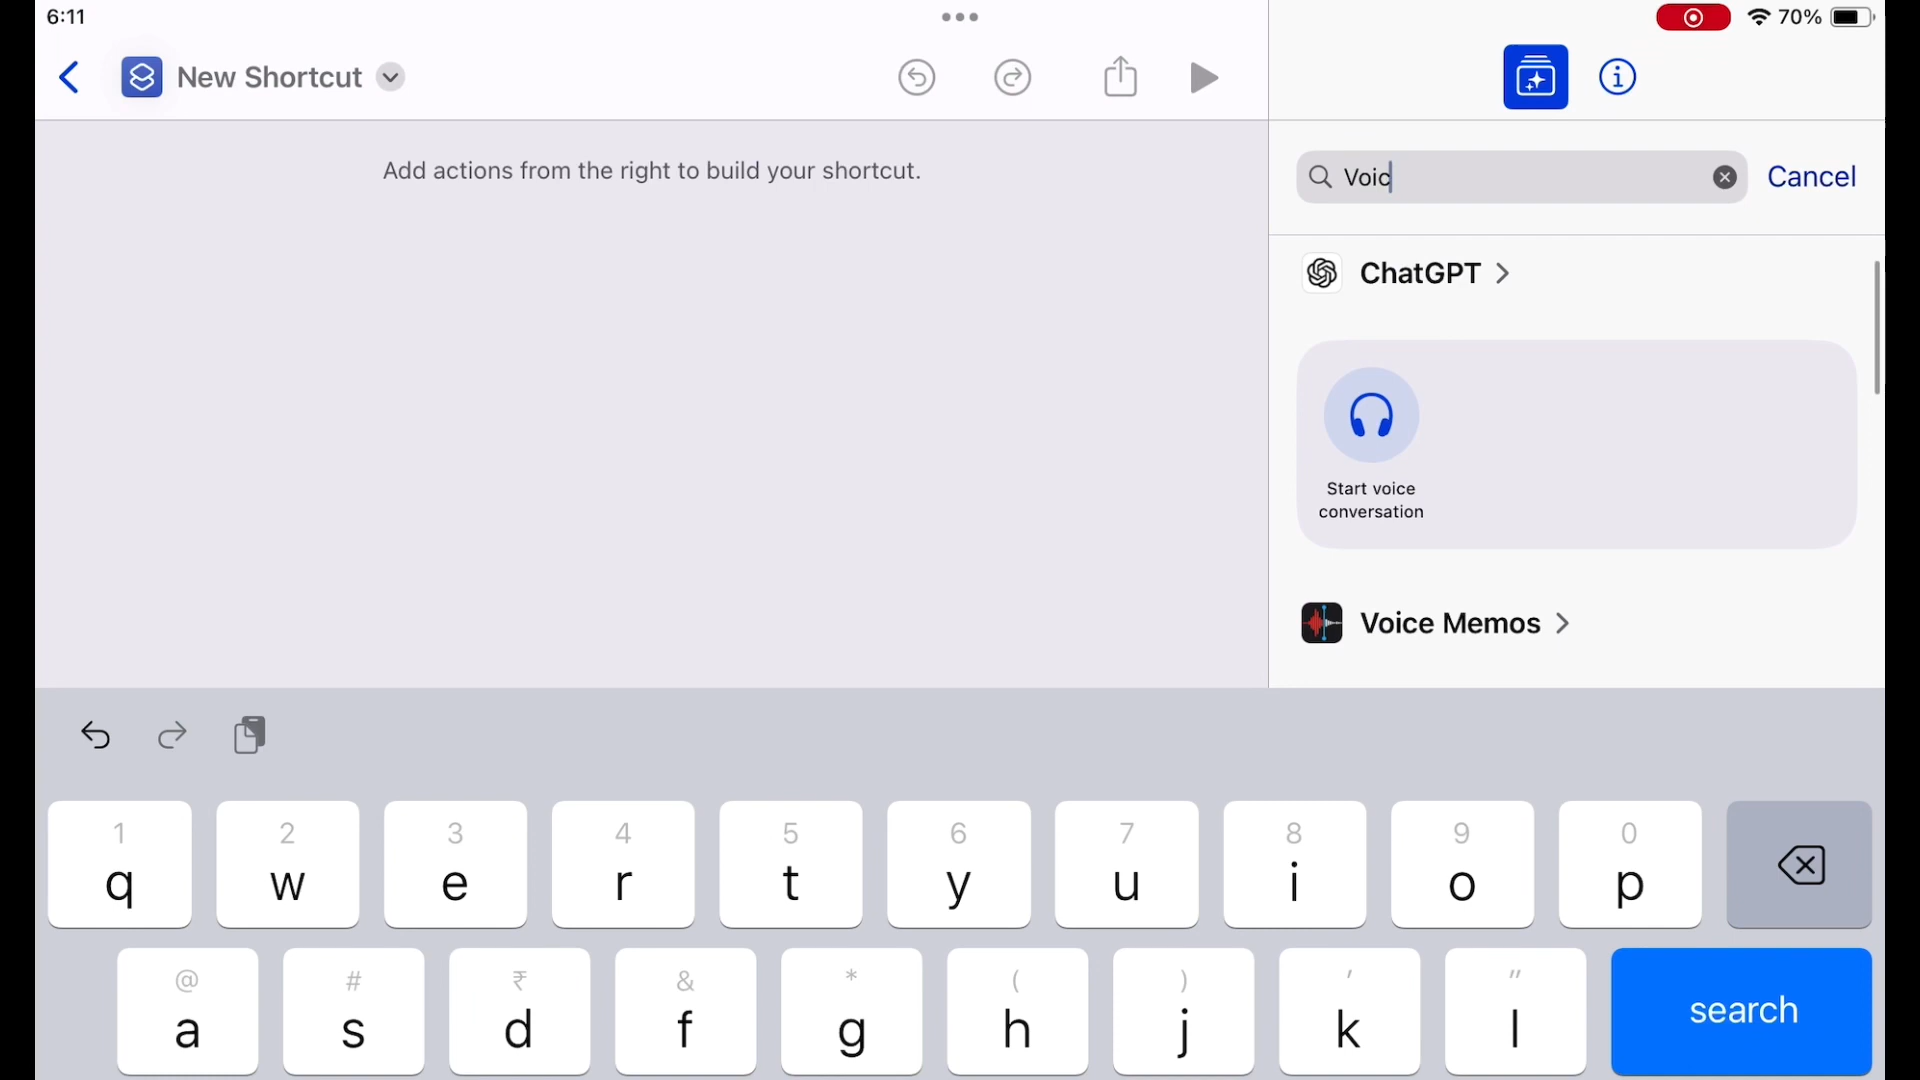 6:11
70%
New Shortcut
Add actions from the right to build your shortcut.
Voic
Cancel
ChatGPT
Start voice
conversation
Voice Memos
1 2 3 4 5 6 7 8 9 0
q w e r t y u i o p
@ # ₹ & * ( ) ' "
a s d f g h j k l
search